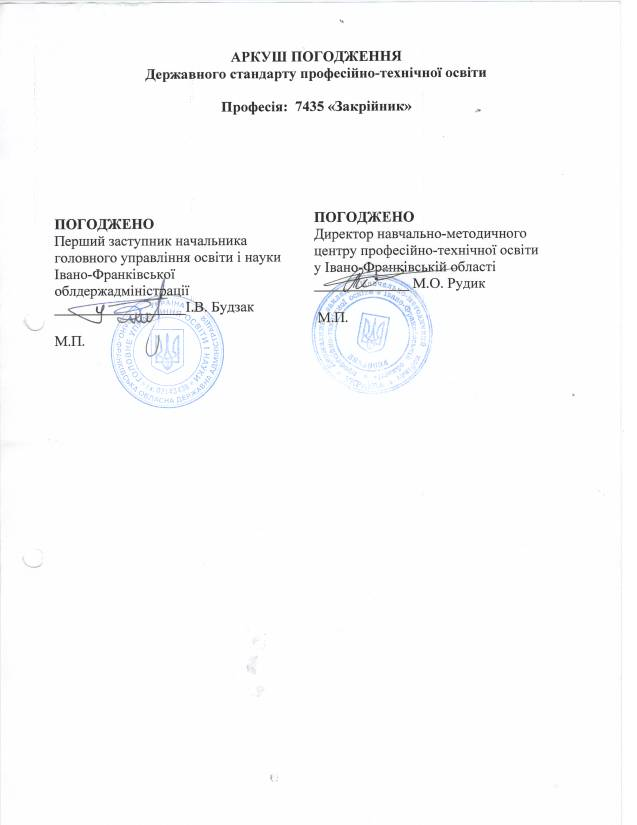 АРКУШ ПОГОДЖЕННЯ
Державного стандарту професійно-технічної освіти
Професія: 7435 «Закрійник»
ПОГОДЖЕНО
Перший заступник начальника
головного управління освіти і науки
Івано-Франківської
облдержадміністрації
І.В. Будзак
М.П.
ПОГОДЖЕНО
Директор навчально-методичного
центру професійно-технічної освіти
у Івано-Франківській області
М.О. Рудик
М.П.